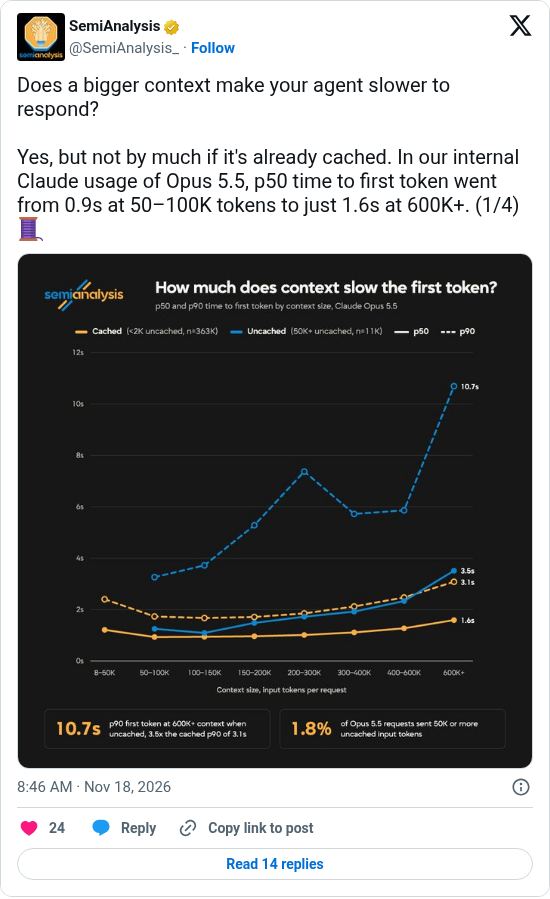 SemiAnalysis
@SemiAnalysis_ · Follow
Does a bigger context make your agent slower to
respond?
Yes, but not by much if it's already cached. In our internal
Claude usage of Opus 5.5, p50 time to first token went
from 0.9s at 50–100K tokens to just 1.6s at 600K+. (1/4)
semianalysis
How much does context slow the first token?
p50 and p90 time to first token by context size, Claude Opus 5.5
Cached (<2K uncached, n=363K) Uncached (50K+ uncached, n=11K) p50 p90
12s
10s
8s
6s
4s
2s
0s
10.7s
3.5s
3.1s
1.6s
8–50K 50–100K 100–150K 150–200K 200–300K 300–400K 400–600K 600K+
Context size, input tokens per request
10.7s
p90 first token at 600K+ context when
uncached, 3.5x the cached p90 of 3.1s
1.8%
of Opus 5.5 requests sent 50K or more
uncached input tokens
8:46 AM · Nov 18, 2026
24 Reply Copy link to post
Read 14 replies